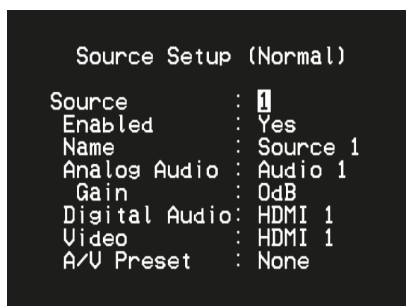 Source Setup (Normal)
Source : 1
Enabled : Yes
Name : Source 1
Analog Audio : Audio 1
Gain : 0dB
Digital Audio: HDMI 1
Video : HDMI 1
A/V Preset : None